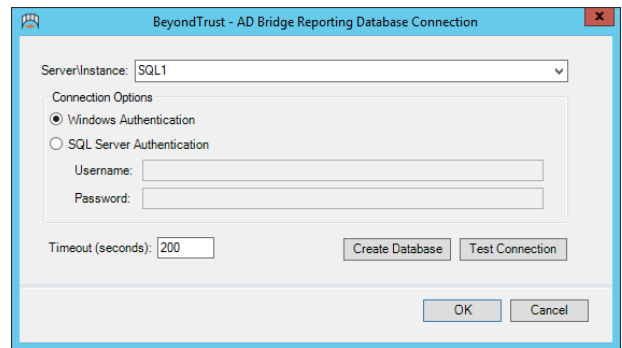 BeyondTrust - AD Bridge Reporting Database Connection
x
Server\Instance: SQL1
Connection Options
Windows Authentication
SQL Server Authentication
Username:
Password:
Timeout (seconds): 200 Create Database Test Connection
OK Cancel